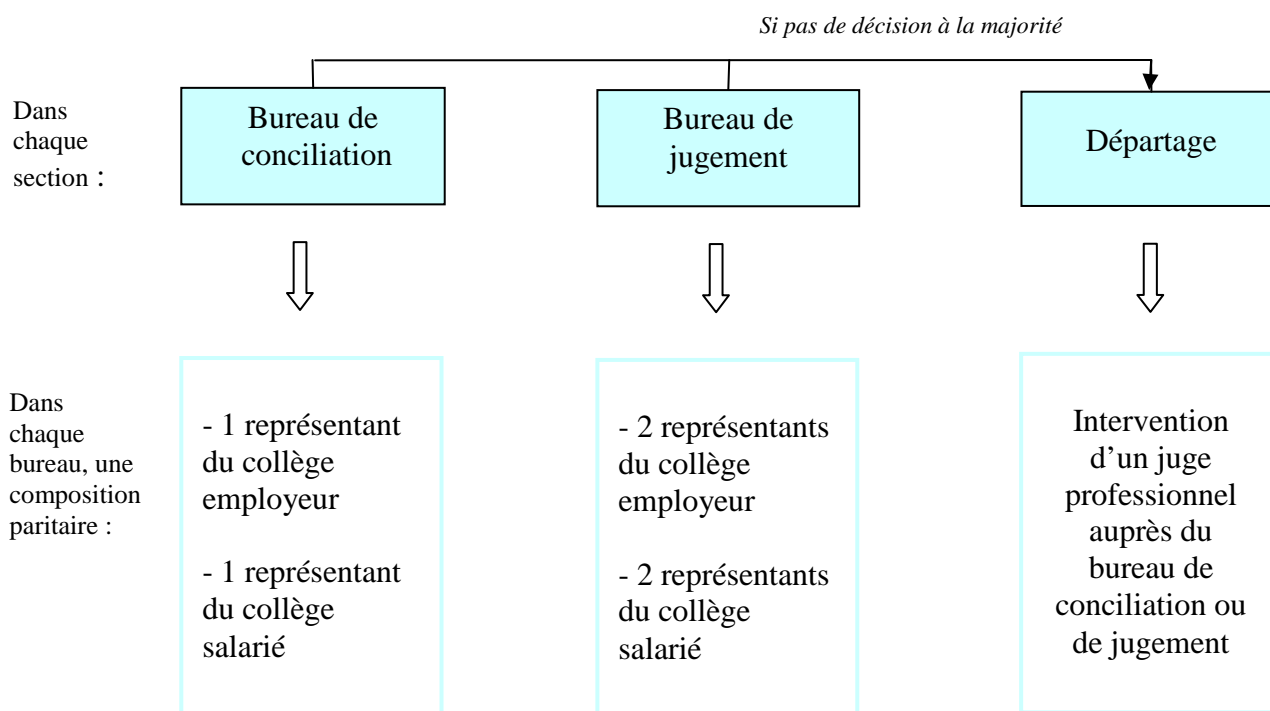 Si pas de décision à la majorité
Dans
chaque
section :
Bureau de
conciliation
Bureau de
jugement
Départage
Dans
chaque
bureau, une
composition
paritaire :
- 1 représentant
du collège
employeur
- 1 représentant
du collège
salarié
- 2 représentants
du collège
employeur
- 2 représentants
du collège
salarié
Intervention
d’un juge
professionnel
auprès du
bureau de
conciliation ou
de jugement